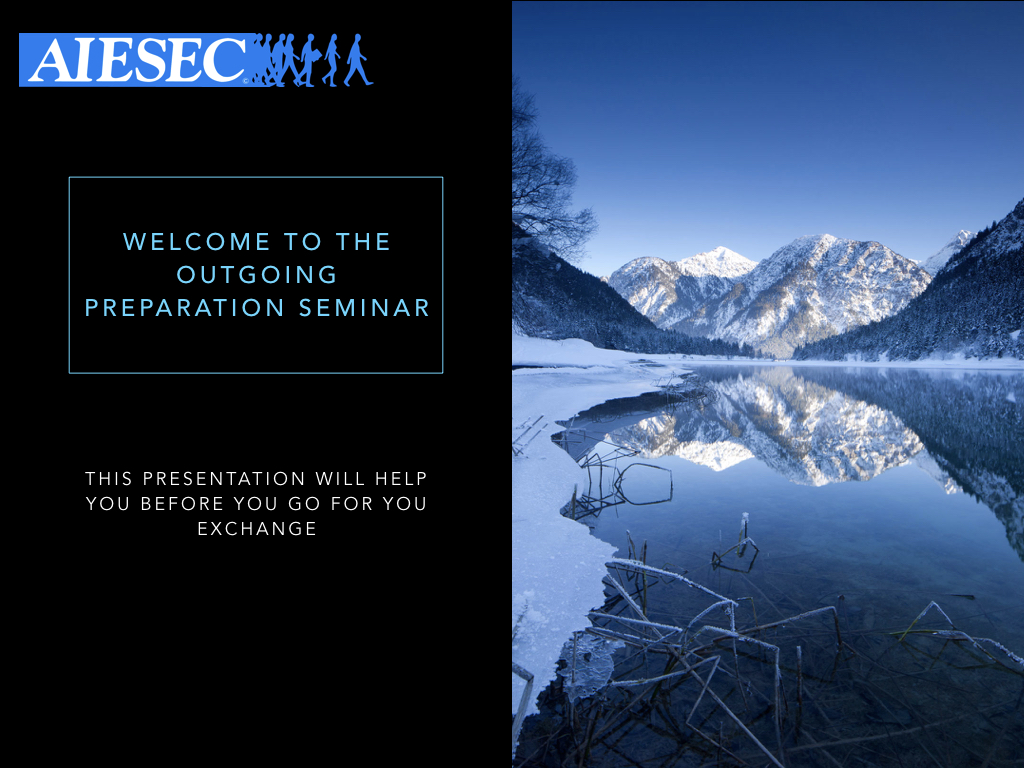 AIESEC
©
WELCOME TO THE
OUTGOING
PREPARATION SEMINAR
THIS PRESENTATION WILL HELP
YOU BEFORE YOU GO FOR YOU
EXCHANGE